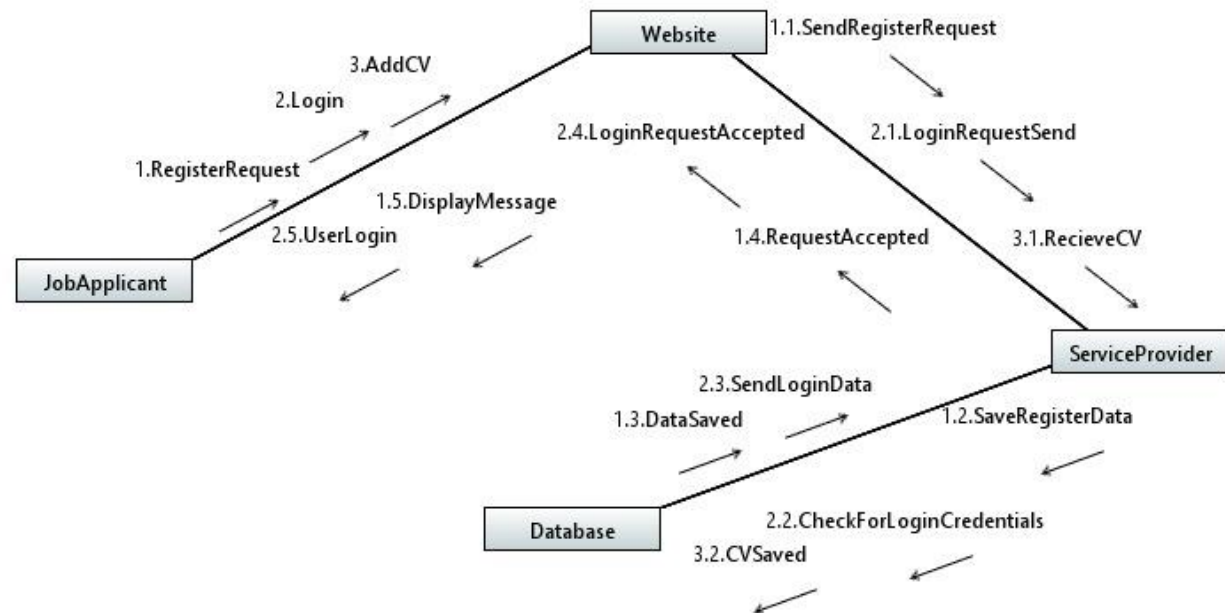 Website
1.1.SendRegisterRequest
3.AddCV
2.Login
2.4.LoginRequestAccepted
2.1.LoginRequestSend
1.RegisterRequest
1.5.DisplayMessage
2.5.UserLogin
1.4.RequestAccepted
3.1.RecieveCV
JobApplicant
ServiceProvider
2.3.SendLoginData
1.3.DataSaved
1.2.SaveRegisterData
Database
2.2.CheckForLoginCredentials
3.2.CVSaved